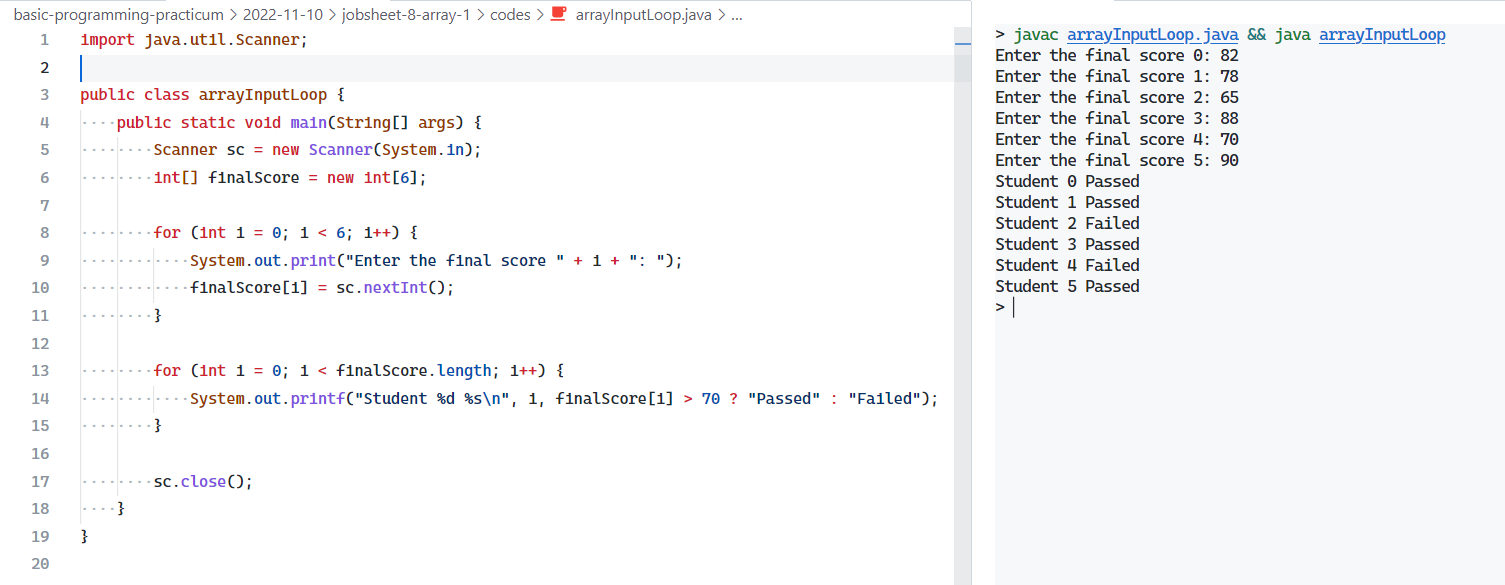 basic-programming-practicum > 2022-11-10 > jobsheet-8-array-1 > codes > arrayInputLoop.java > ...
1 import java.util.Scanner;
2
3 public class arrayInputLoop {
4 ····public static void main(String[] args) {
5 ········Scanner sc = new Scanner(System.in);
6 ········int[] finalScore = new int[6];
7
8 ········for (int i = 0; i < 6; i++) {
9 ············System.out.print("Enter the final score " + i + ": ");
10 ············finalScore[i] = sc.nextInt();
11 ········}
12
13 ········for (int i = 0; i < finalScore.length; i++) {
14 ············System.out.printf("Student %d %s\n", i, finalScore[i] > 70 ? "Passed" : "Failed");
15 ········}
16
17 ········sc.close();
18 ····}
19 }
20
> javac arrayInputLoop.java && java arrayInputLoop
Enter the final score 0: 82
Enter the final score 1: 78
Enter the final score 2: 65
Enter the final score 3: 88
Enter the final score 4: 70
Enter the final score 5: 90
Student 0 Passed
Student 1 Passed
Student 2 Failed
Student 3 Passed
Student 4 Failed
Student 5 Passed
>